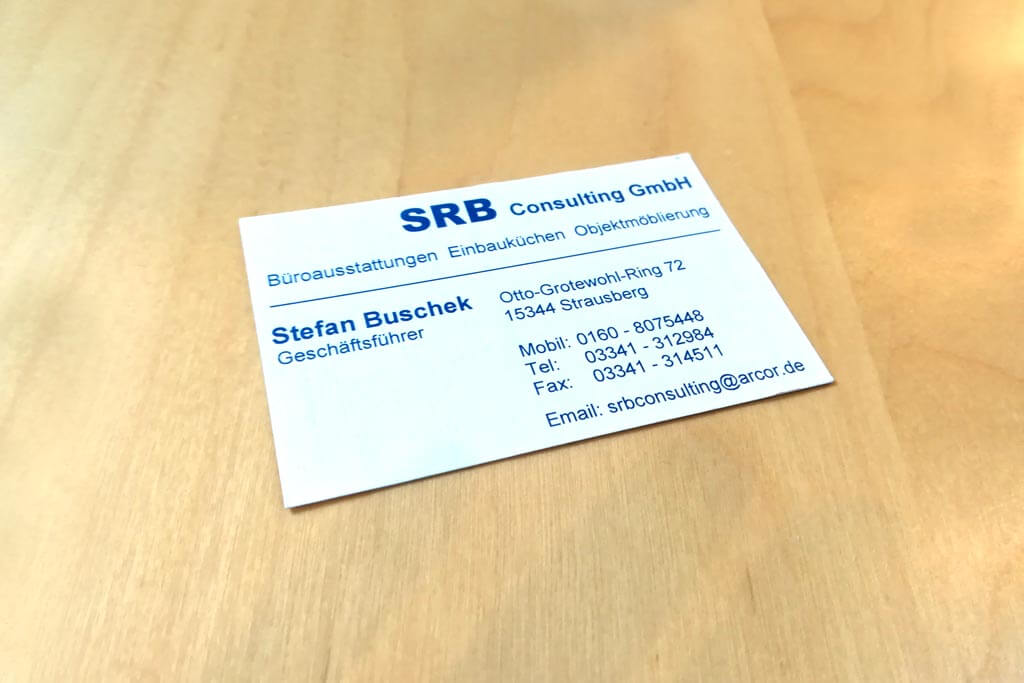 SRB Consulting GmbH
Büroausstattungen Einbauküchen Objektmöblierung
Stefan Buschek
Geschäftsführer
Otto-Grotewohl-Ring 72
15344 Strausberg
Mobil: 0160 - 8075448
Tel: 03341 - 312984
Fax: 03341 - 314511
Email: srbconsulting@arcor.de